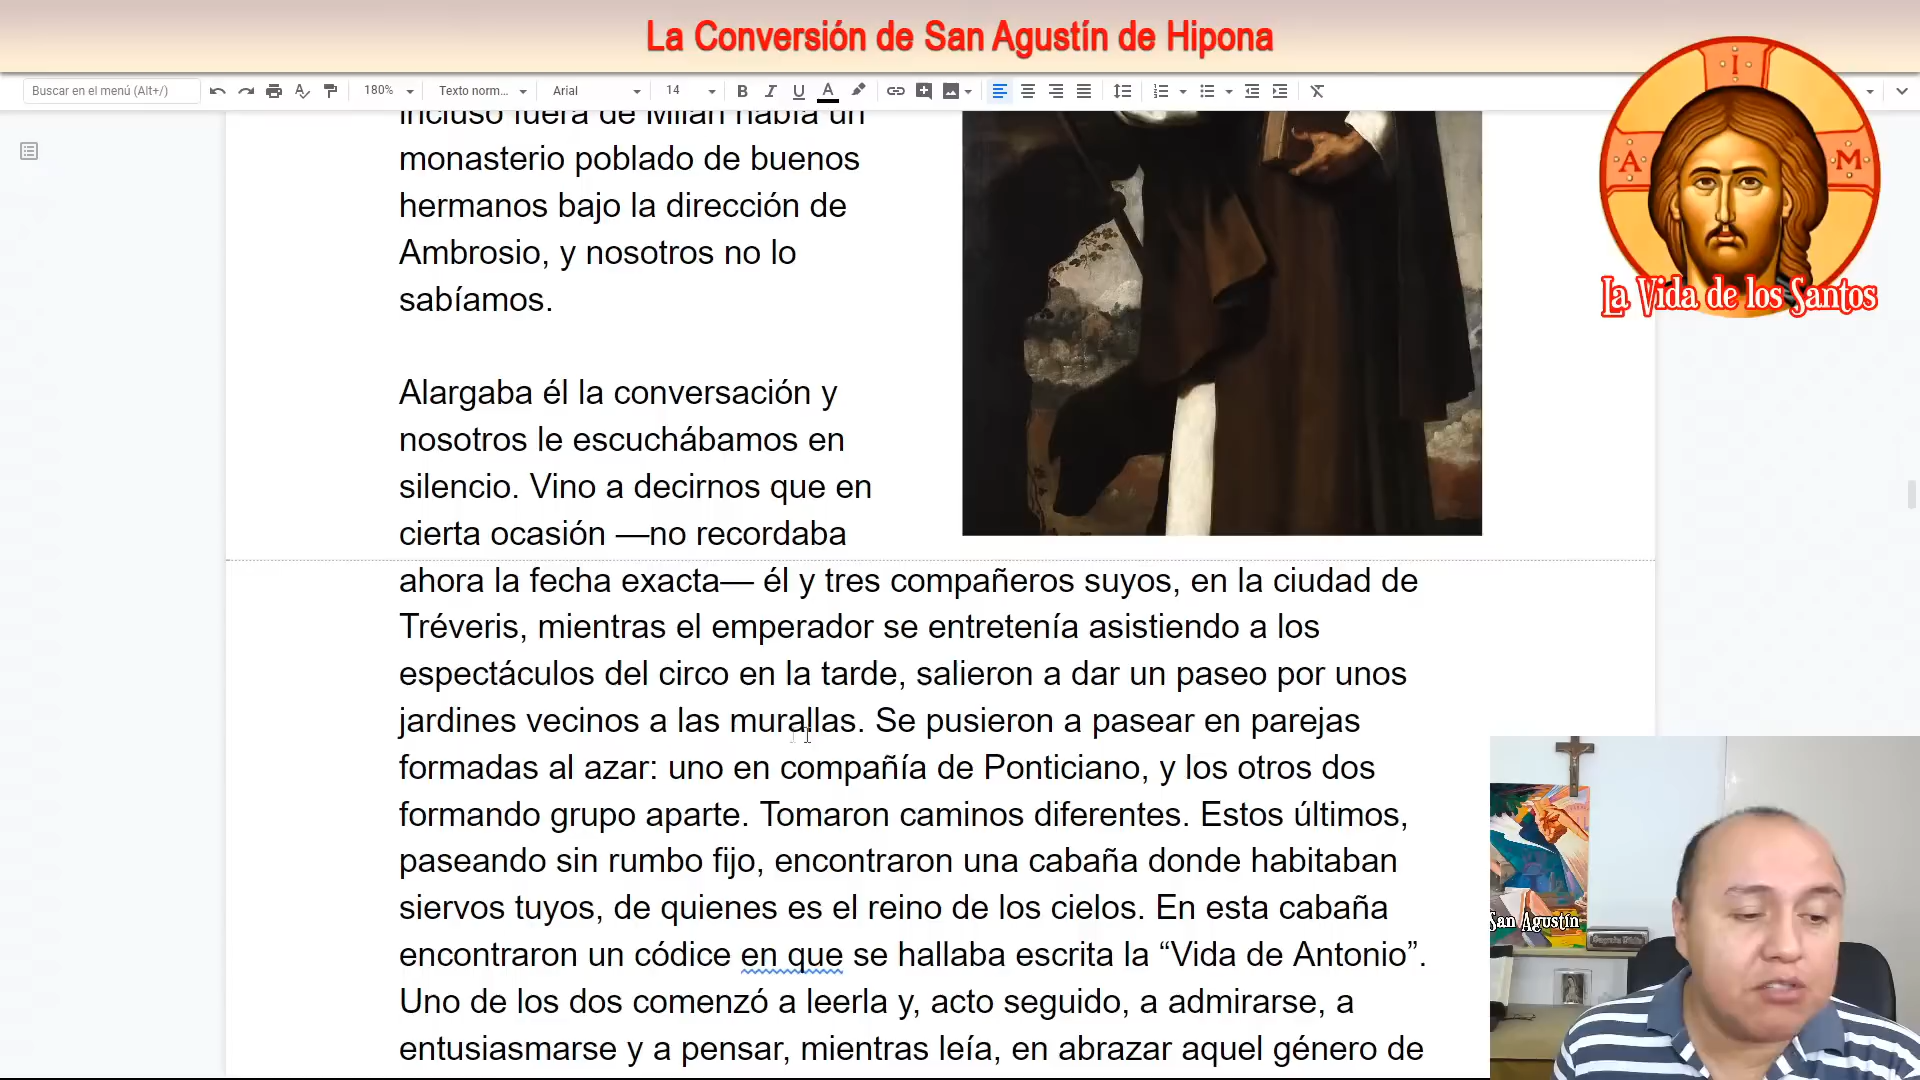 La Conversión de San Agustín de Hipona
Buscar en el menú (Alt+/)
180%
Texto norm...
Arial
14
incluso fuera de Milán había un
monasterio poblado de buenos
hermanos bajo la dirección de
Ambrosio, y nosotros no lo
sabíamos.
Alargaba él la conversación y
nosotros le escuchábamos en
silencio. Vino a decirnos que en
cierta ocasión —no recordaba
ahora la fecha exacta— él y tres compañeros suyos, en la ciudad de
Tréveris, mientras el emperador se entretenía asistiendo a los
espectáculos del circo en la tarde, salieron a dar un paseo por unos
jardines vecinos a las murallas. Se pusieron a pasear en parejas
formadas al azar: uno en compañía de Ponticiano, y los otros dos
formando grupo aparte. Tomaron caminos diferentes. Estos últimos,
paseando sin rumbo fijo, encontraron una cabaña donde habitaban
siervos tuyos, de quienes es el reino de los cielos. En esta cabaña
encontraron un códice en que se hallaba escrita la “Vida de Antonio”.
Uno de los dos comenzó a leerla y, acto seguido, a admirarse, a
entusiasmarse y a pensar, mientras leía, en abrazar aquel género de
I
A M
La Vida de los Santos
San Agustín
Sagrada Biblia